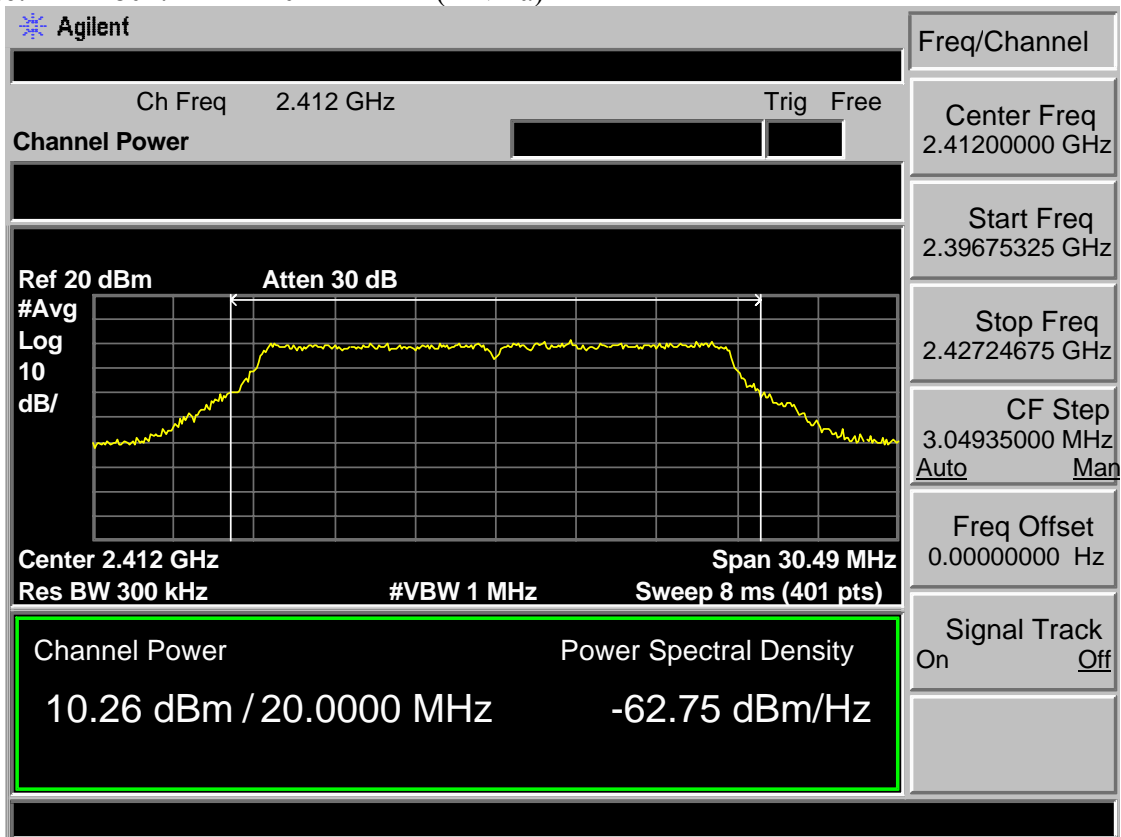 Agilent
Freq/Channel
Ch Freq 2.412 GHz Trig Free
Channel Power
Center Freq
2.41200000 GHz
Start Freq
2.39675325 GHz
Stop Freq
2.42724675 GHz
CF Step
3.04935000 MHz
Auto Man
Freq Offset
0.00000000 Hz
Signal Track
On Off
Ref 20 dBm Atten 30 dB
#Avg
Log
10
dB/
Center 2.412 GHz Span 30.49 MHz
Res BW 300 kHz #VBW 1 MHz Sweep 8 ms (401 pts)
Channel Power Power Spectral Density
10.26 dBm / 20.0000 MHz -62.75 dBm/Hz